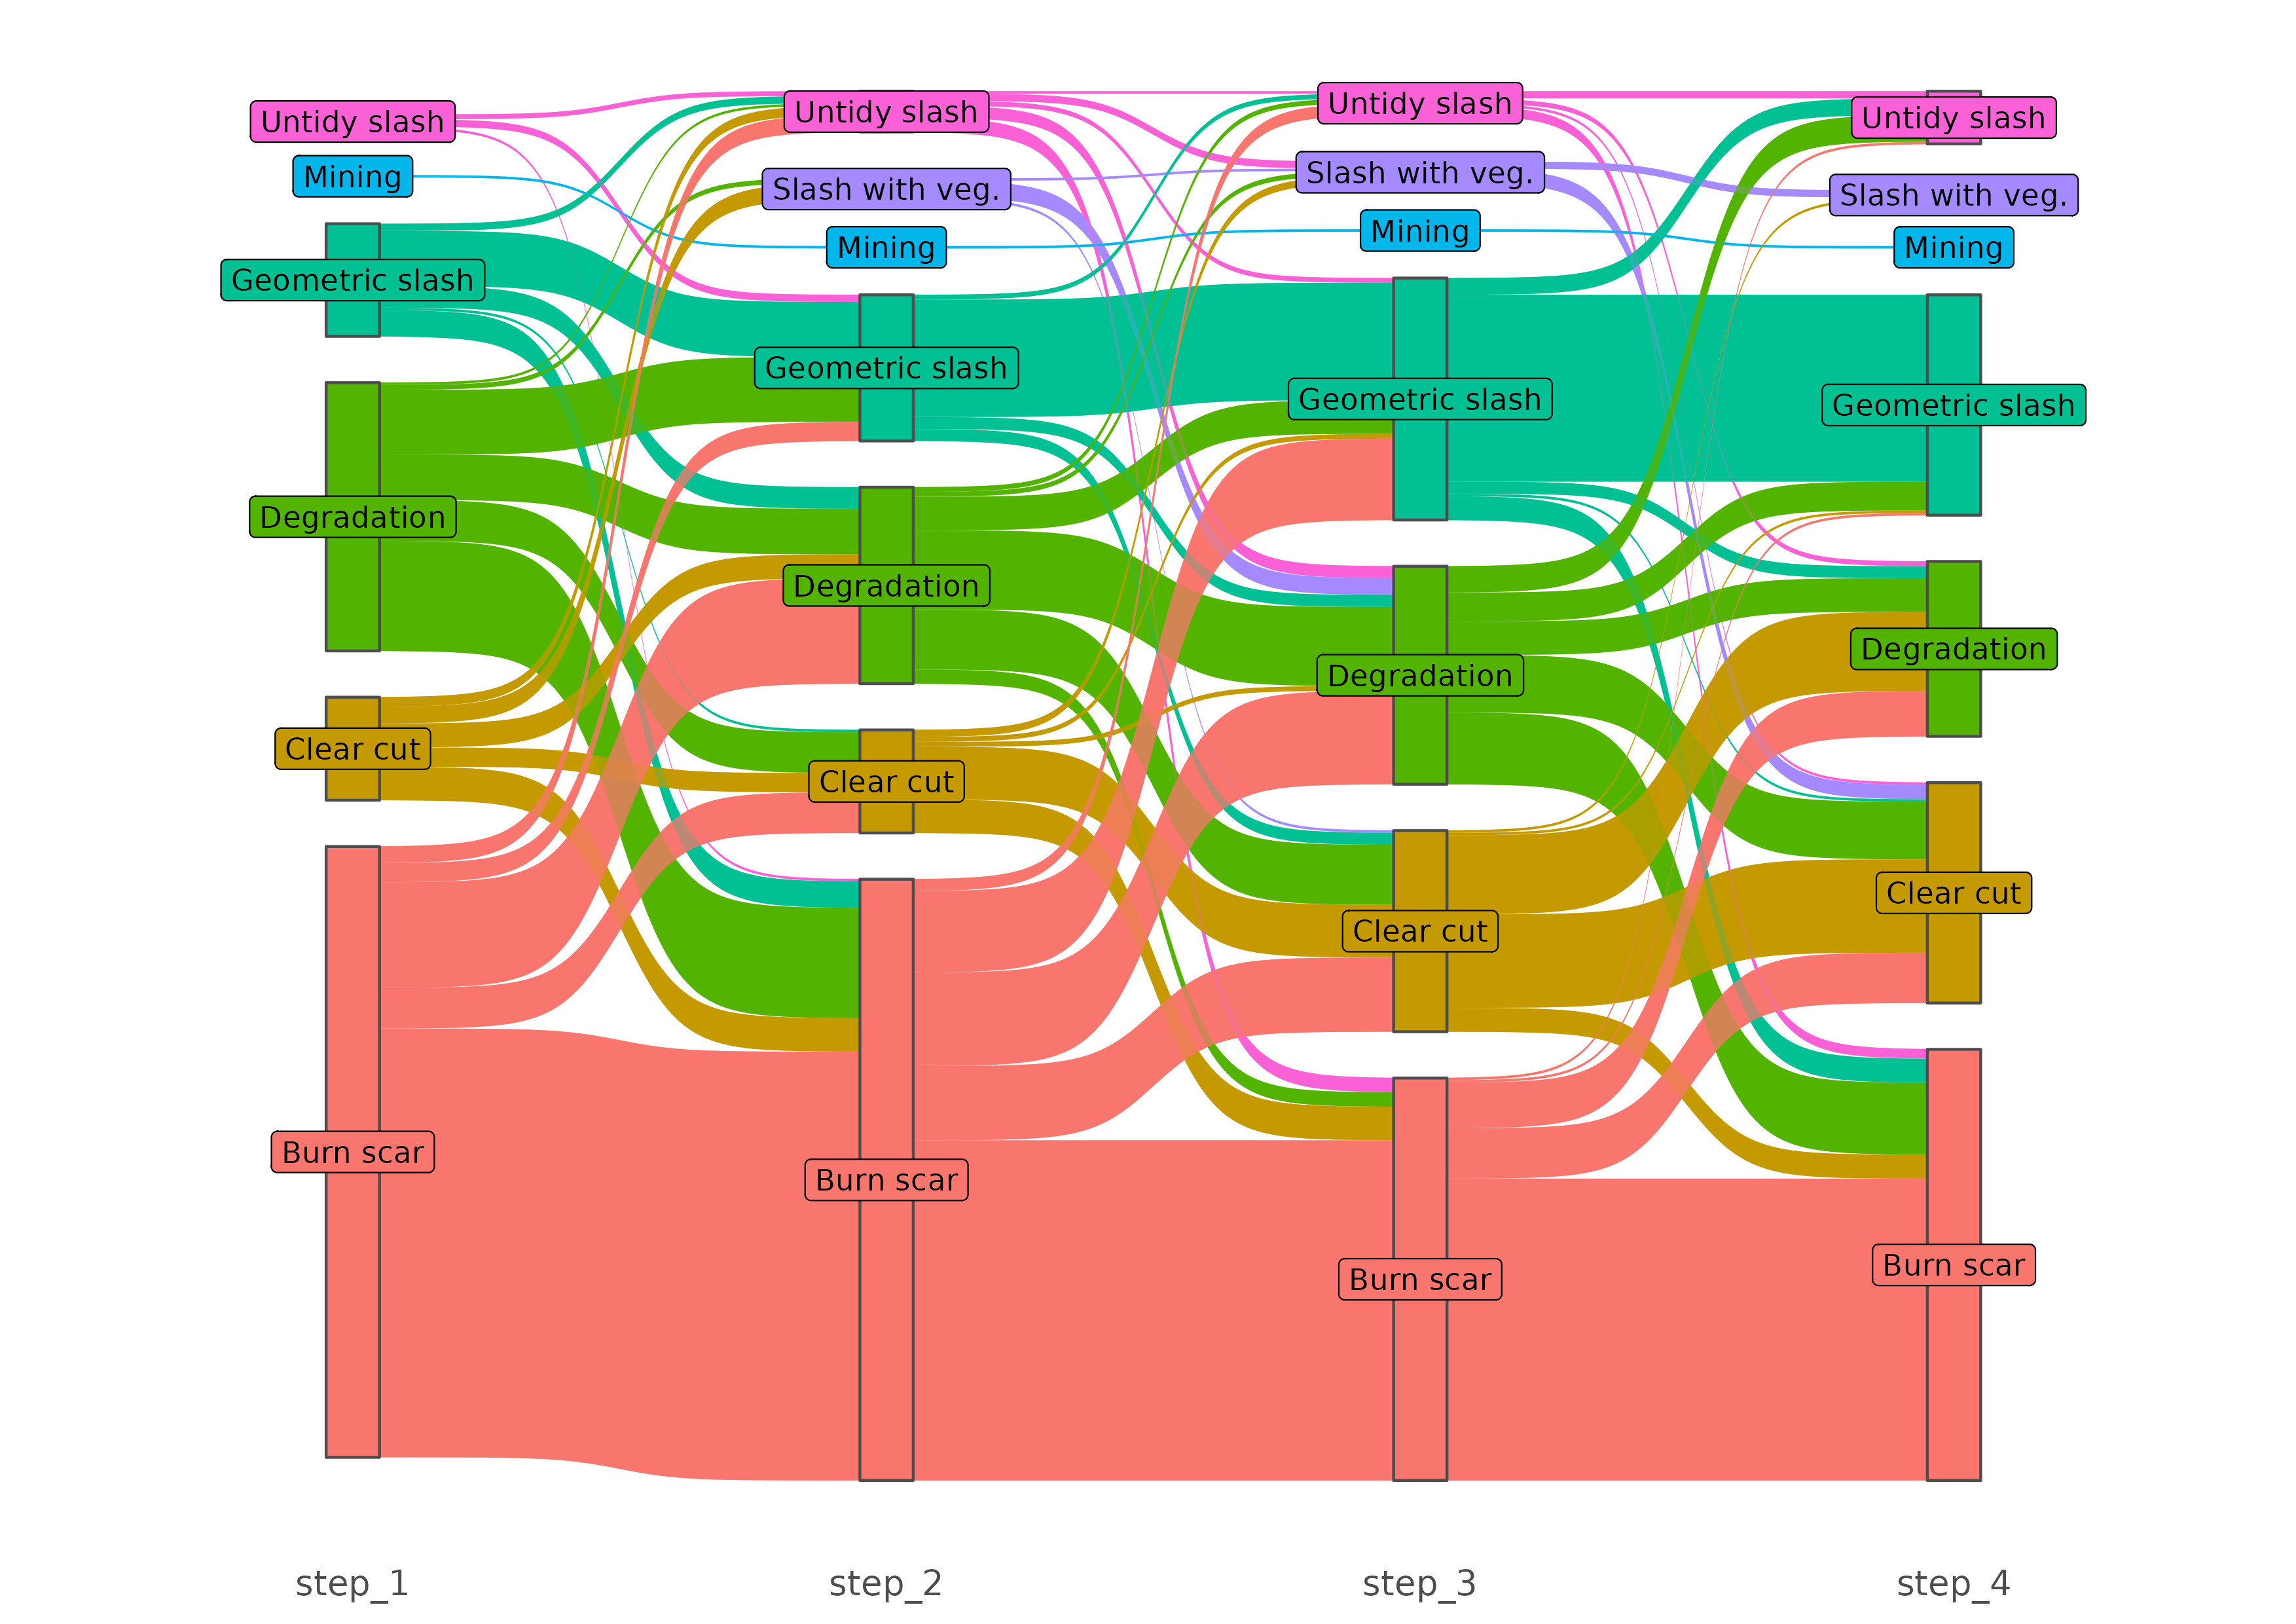 Untidy slash
Mining
Geometric slash
Degradation
Clear cut
Burn scar
step_1
Untidy slash
Slash with veg.
Mining
Geometric slash
Degradation
Clear cut
Burn scar
step_2
Untidy slash
Slash with veg.
Mining
Geometric slash
Degradation
Clear cut
Burn scar
step_3
Untidy slash
Slash with veg.
Mining
Geometric slash
Degradation
Clear cut
Burn scar
step_4